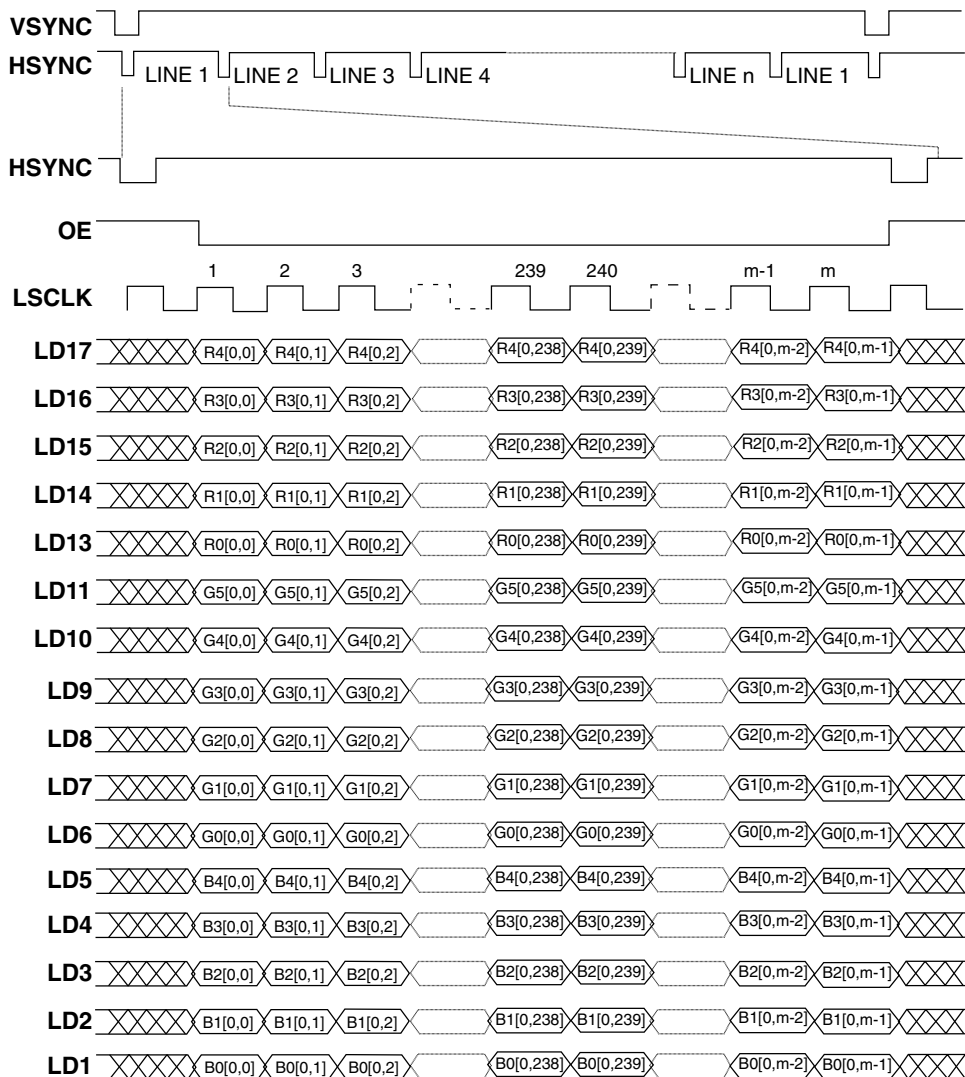 VSYNC
HSYNC LINE 1 LINE 2 LINE 3 LINE 4 LINE n LINE 1
HSYNC
OE
1 2 3 239 240 m-1 m
LSCLK
LD17 R4[0,0] R4[0,1] R4[0,2] R4[0,238] R4[0,239] R4[0,m-2] R4[0,m-1]
LD16 R3[0,0] R3[0,1] R3[0,2] R3[0,238] R3[0,239] R3[0,m-2] R3[0,m-1]
LD15 R2[0,0] R2[0,1] R2[0,2] R2[0,238] R2[0,239] R2[0,m-2] R2[0,m-1]
LD14 R1[0,0] R1[0,1] R1[0,2] R1[0,238] R1[0,239] R1[0,m-2] R1[0,m-1]
LD13 R0[0,0] R0[0,1] R0[0,2] R0[0,238] R0[0,239] R0[0,m-2] R0[0,m-1]
LD11 G5[0,0] G5[0,1] G5[0,2] G5[0,238] G5[0,239] G5[0,m-2] G5[0,m-1]
LD10 G4[0,0] G4[0,1] G4[0,2] G4[0,238] G4[0,239] G4[0,m-2] G4[0,m-1]
LD9 G3[0,0] G3[0,1] G3[0,2] G3[0,238] G3[0,239] G3[0,m-2] G3[0,m-1]
LD8 G2[0,0] G2[0,1] G2[0,2] G2[0,238] G2[0,239] G2[0,m-2] G2[0,m-1]
LD7 G1[0,0] G1[0,1] G1[0,2] G1[0,238] G1[0,239] G1[0,m-2] G1[0,m-1]
LD6 G0[0,0] G0[0,1] G0[0,2] G0[0,238] G0[0,239] G0[0,m-2] G0[0,m-1]
LD5 B4[0,0] B4[0,1] B4[0,2] B4[0,238] B4[0,239] B4[0,m-2] B4[0,m-1]
LD4 B3[0,0] B3[0,1] B3[0,2] B3[0,238] B3[0,239] B3[0,m-2] B3[0,m-1]
LD3 B2[0,0] B2[0,1] B2[0,2] B2[0,238] B2[0,239] B2[0,m-2] B2[0,m-1]
LD2 B1[0,0] B1[0,1] B1[0,2] B1[0,238] B1[0,239] B1[0,m-2] B1[0,m-1]
LD1 B0[0,0] B0[0,1] B0[0,2] B0[0,238] B0[0,239] B0[0,m-2] B0[0,m-1]